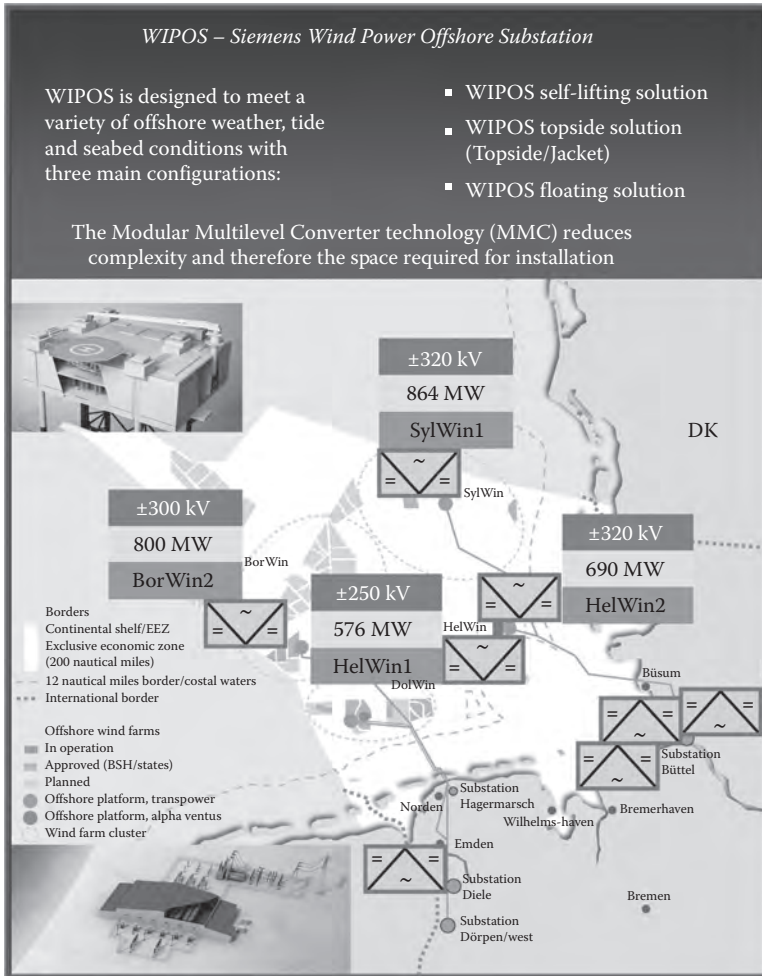 WIPOS – Siemens Wind Power Offshore Substation
WIPOS is designed to meet a
variety of offshore weather, tide
and seabed conditions with
three main configurations:
WIPOS self-lifting solution
WIPOS topside solution
(Topside/Jacket)
WIPOS floating solution
The Modular Multilevel Converter technology (MMC) reduces
complexity and therefore the space required for installation
H
±320 kV
864 MW
SylWin1
~
= =
SylWin
DK
±300 kV
800 MW
BorWin2
BorWin
~
= =
±320 kV
690 MW
HelWin2
~
= =
±250 kV
576 MW
HelWin1
HelWin
~
= =
DolWin
Borders
Continental shelf/EEZ
Exclusive economic zone
(200 nautical miles)
12 nautical miles border/costal waters
International border
Offshore wind farms
In operation
Approved (BSH/states)
Planned
Offshore platform, transpower
Offshore platform, alpha ventus
Wind farm cluster
Büsum
= =
~
= =
~
= =
~
Substation
Büttel
Norden
Substation
Hagermarsch
Wilhelms-haven
Bremerhaven
Emden
= =
~
Substation
Diele
Bremen
Substation
Dörpen/west